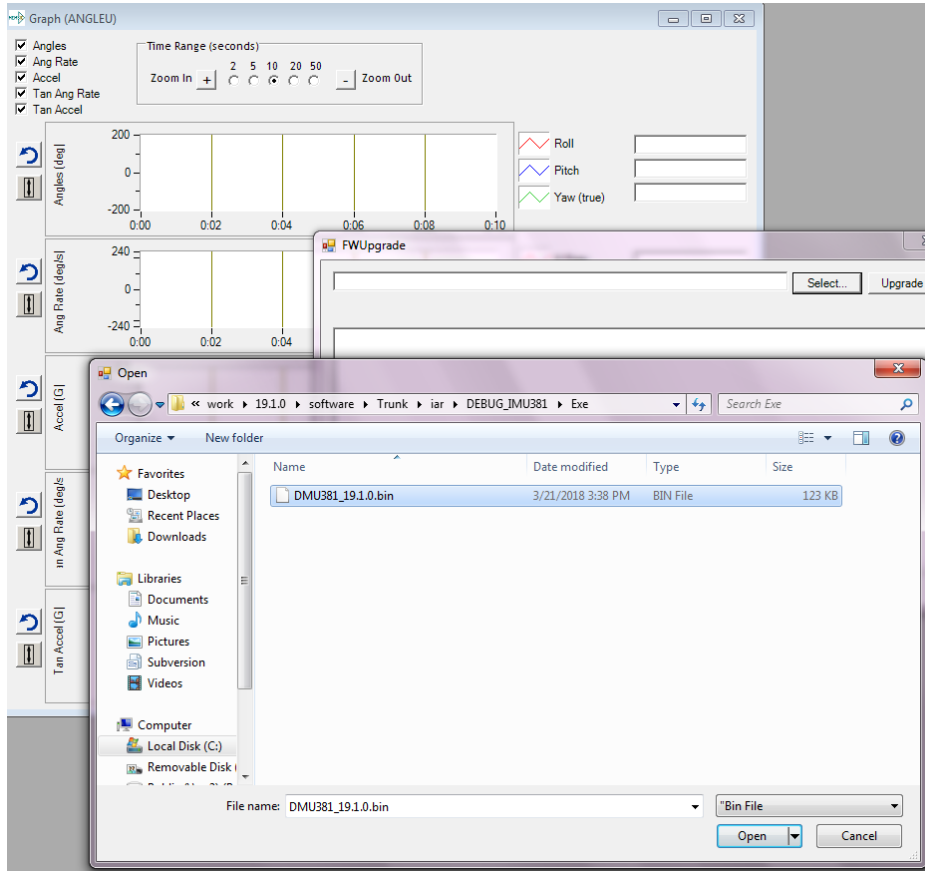 Graph (ANGLEU)
Angles
Ang Rate
Accel
Tan Ang Rate
Tan Accel
Time Range (seconds)
2 5 10 20 50
Zoom In + - Zoom Out
Angles [deg]
200
0
-200
0:00 0:02 0:04 0:06 0:08 0:10
Roll
Pitch
Yaw (true)
Ang Rate [deg/s]
240
0
-240
0:00 0:02 0:04
FWUpgrade
Select...
Upgrade
Accel [G]
Ang Rate [deg/s
Tan Accel [G]
Open
« work 19.1.0 software Trunk iar DEBUG_IMU381 Exe
Search Exe
Organize
New folder
Favorites
Desktop
Recent Places
Downloads
Libraries
Documents
Music
Pictures
Subversion
Videos
Computer
Local Disk (C:)
Removable Disk
Name Date modified Type Size
DMU381_19.1.0.bin 3/21/2018 3:38 PM BIN File 123 KB
File name: DMU381_19.1.0.bin
"Bin File
Open
Cancel